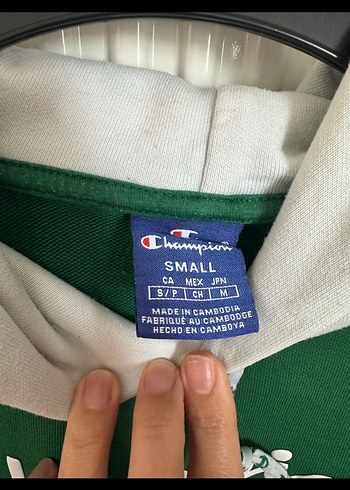 Champion
SMALL
CA MEX JPN
S/P CH M
MADE IN CAMBODIA
FABRIQUÉ AU CAMBODGE
HECHO EN CAMBOYA